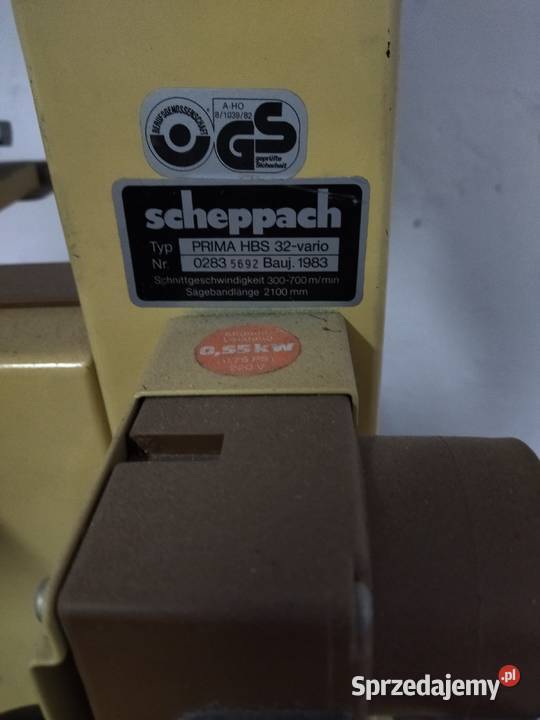 BERUFSGENOSSENSCHAFT
A-HO
8/1039/82
GS
geprüfte
Sicherheit
scheppach
Typ PRIMA HBS 32-vario
Nr. 0283 5692 Bauj. 1983
Schnittgeschwindigkeit 300-700 m/min
Sägebandlänge 2100 mm
0,55 kW
220 V
Sprzedajemy.pl